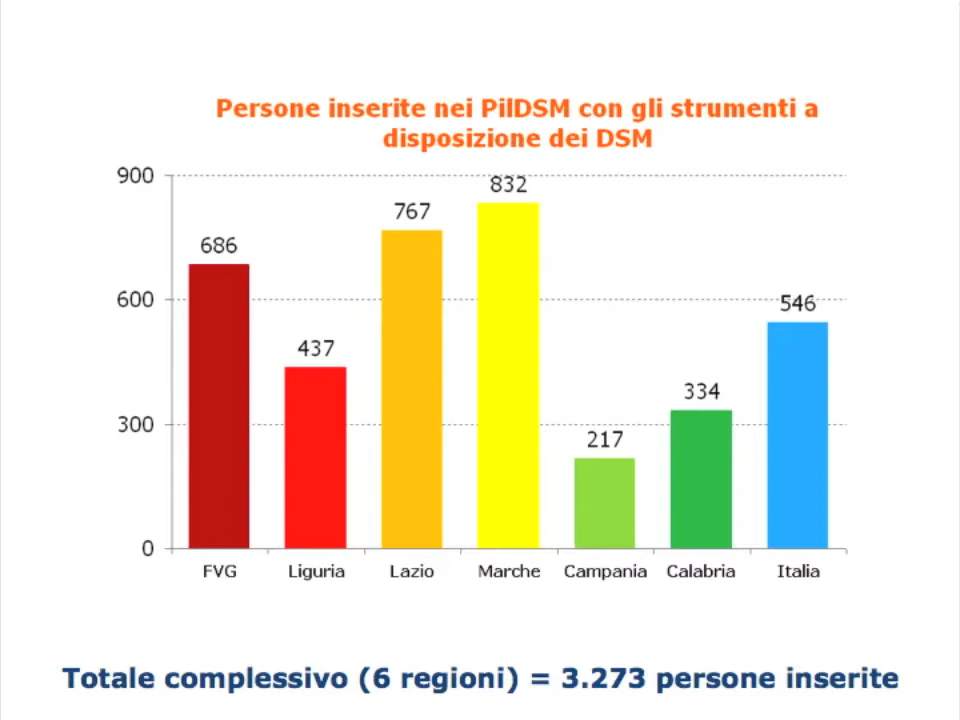 Persone inserite nei PilDSM con gli strumenti a
disposizione dei DSM
900
600
300
0
686
437
767
832
217
334
546
FVG
Liguria
Lazio
Marche
Campania
Calabria
Italia
Totale complessivo (6 regioni) = 3.273 persone inserite